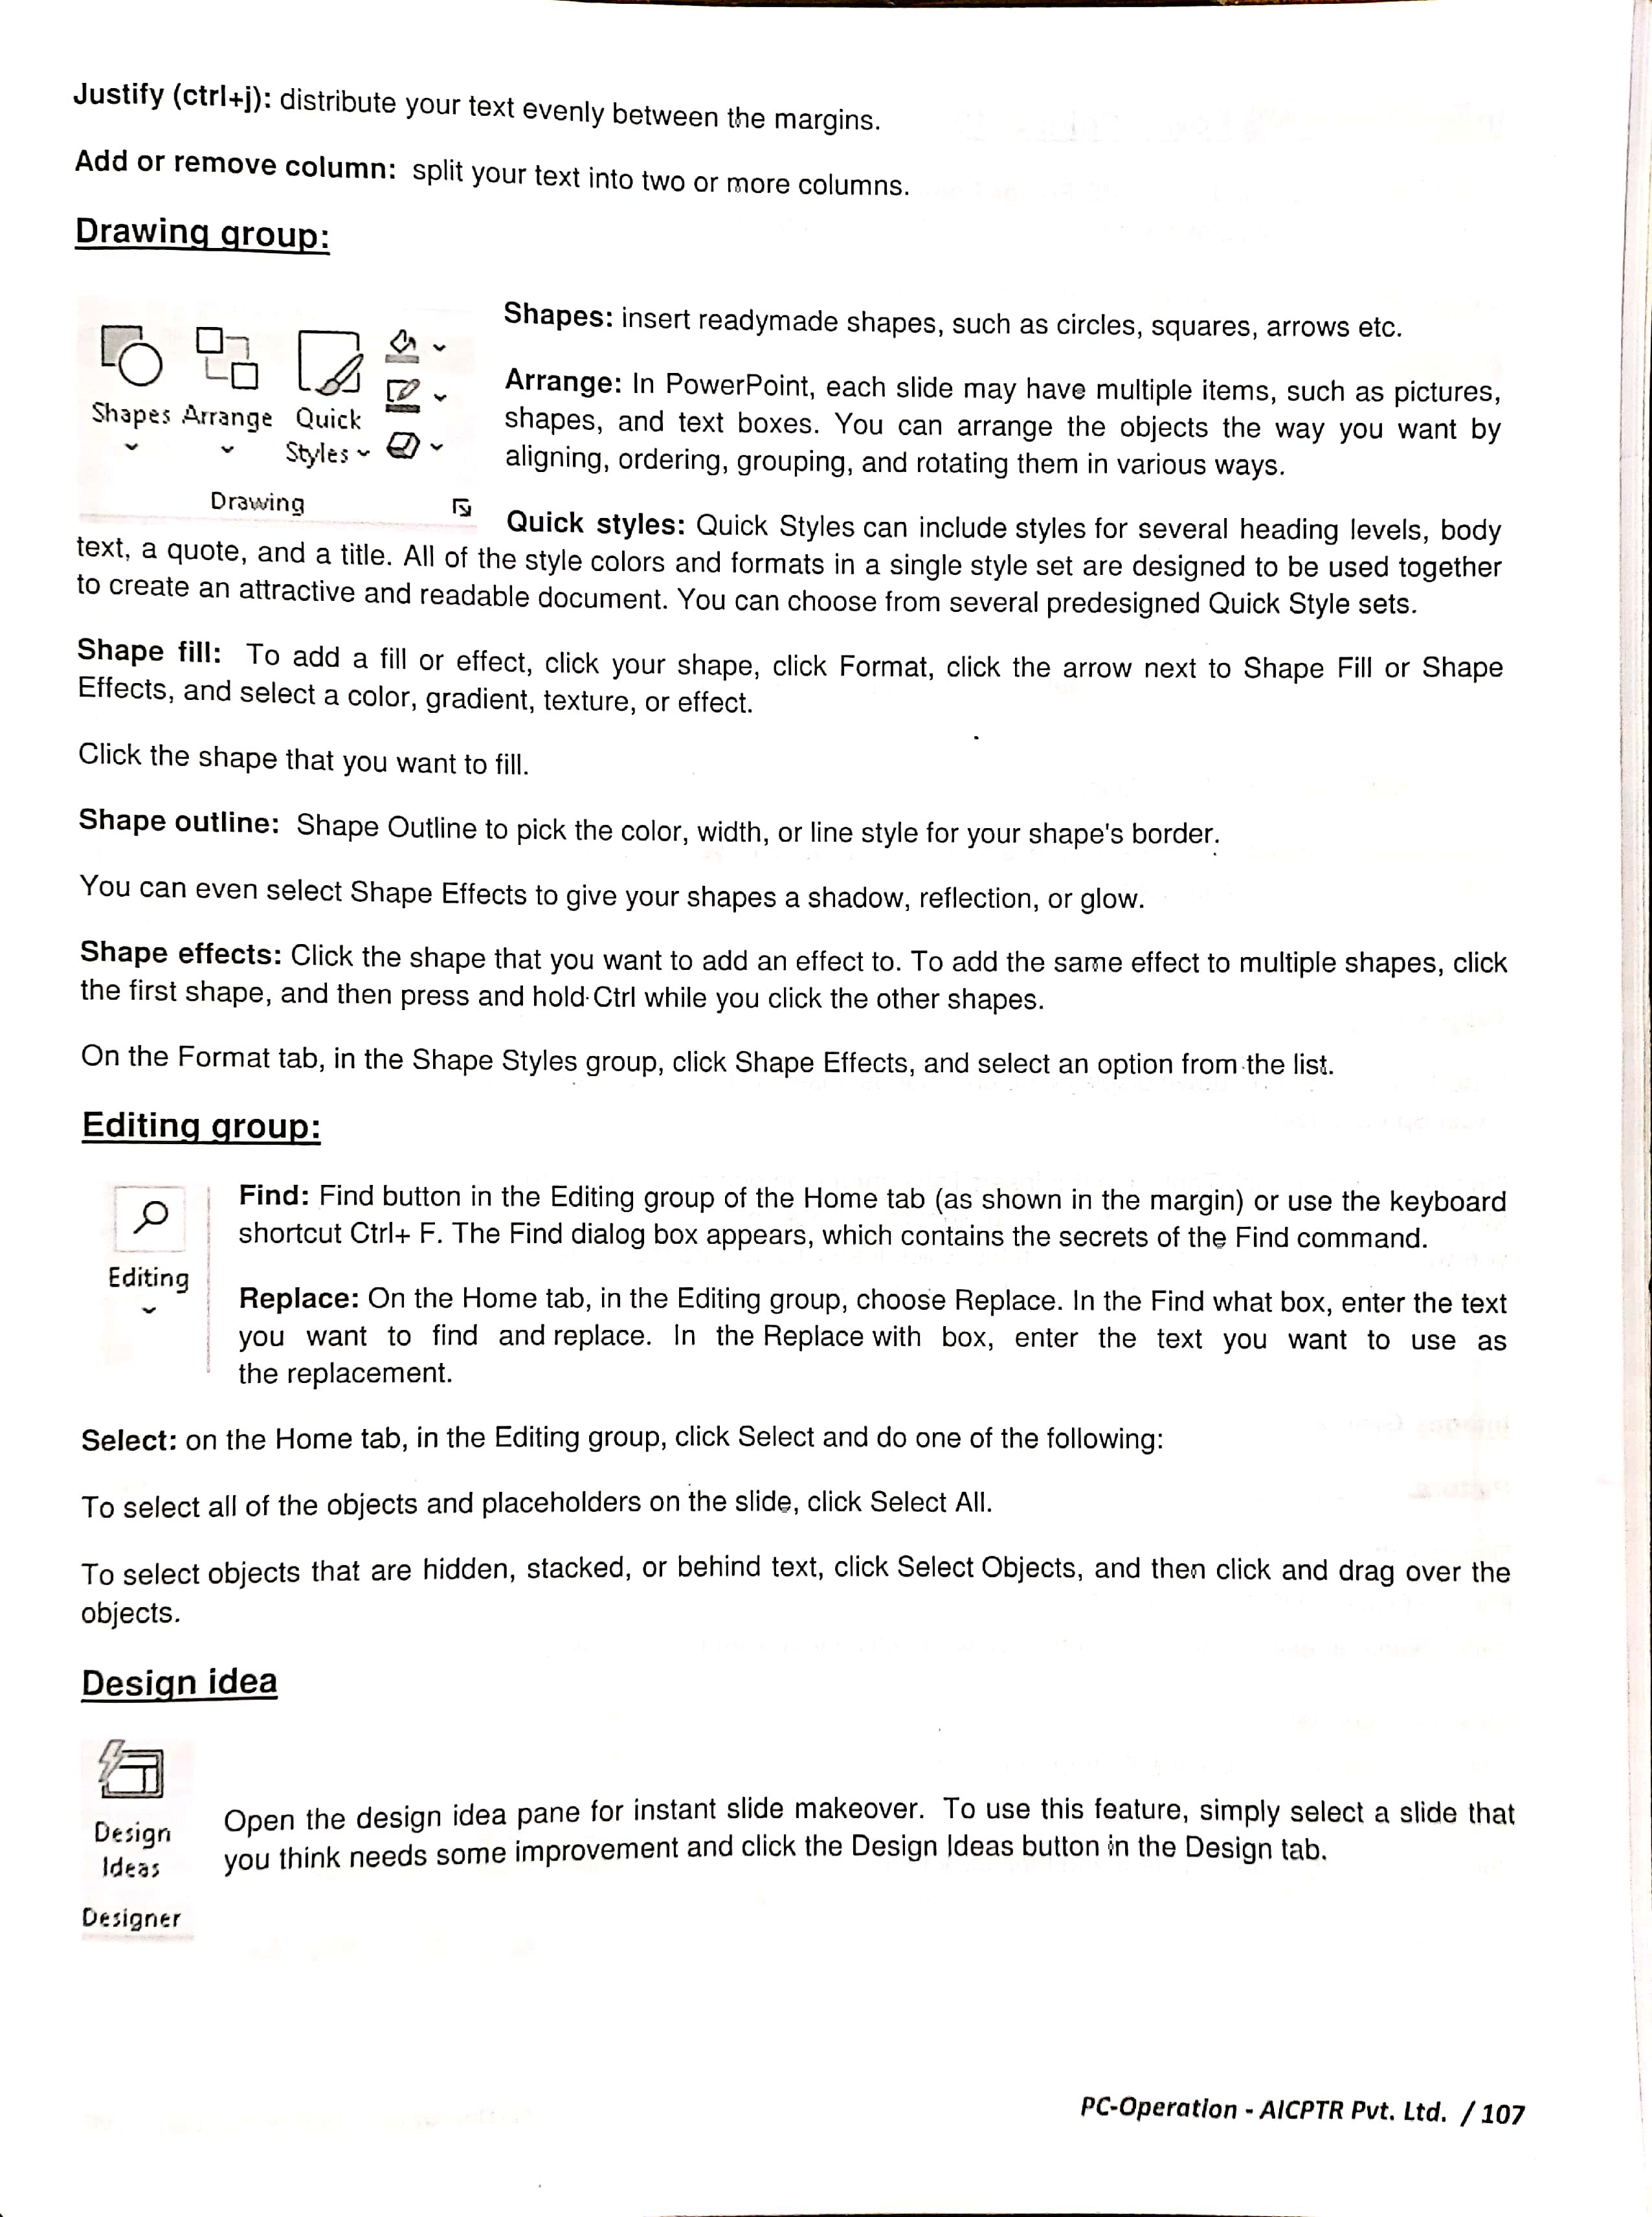 Justify (ctrl+j): distribute your text evenly between the margins.
Add or remove column: split your text into two or more columns.
Drawing group:
Shapes Arrange Quick
Styles
Drawing
Shapes: insert readymade shapes, such as circles, squares, arrows etc.
Arrange: In PowerPoint, each slide may have multiple items, such as pictures,
shapes, and text boxes. You can arrange the objects the way you want by
aligning, ordering, grouping, and rotating them in various ways.
Quick styles: Quick Styles can include styles for several heading levels, body
text, a quote, and a title. All of the style colors and formats in a single style set are designed to be used together
to create an attractive and readable document. You can choose from several predesigned Quick Style sets.
Shape fill: To add a fill or effect, click your shape, click Format, click the arrow next to Shape Fill or Shape
Effects, and select a color, gradient, texture, or effect.
Click the shape that you want to fill.
Shape outline: Shape Outline to pick the color, width, or line style for your shape's border.
You can even select Shape Effects to give your shapes a shadow, reflection, or glow.
Shape effects: Click the shape that you want to add an effect to. To add the same effect to multiple shapes, click
the first shape, and then press and hold Ctrl while you click the other shapes.
On the Format tab, in the Shape Styles group, click Shape Effects, and select an option from the list.
Editing group:
Editing
Find: Find button in the Editing group of the Home tab (as shown in the margin) or use the keyboard
shortcut Ctrl+ F. The Find dialog box appears, which contains the secrets of the Find command.
Replace: On the Home tab, in the Editing group, choose Replace. In the Find what box, enter the text
you want to find and replace. In the Replace with box, enter the text you want to use as
the replacement.
Select: on the Home tab, in the Editing group, click Select and do one of the following:
To select all of the objects and placeholders on the slide, click Select All.
To select objects that are hidden, stacked, or behind text, click Select Objects, and then click and drag over the
objects.
Design idea
Design
Ideas
Designer
Open the design idea pane for instant slide makeover. To use this feature, simply select a slide that
you think needs some improvement and click the Design Ideas button in the Design tab.
PC-Operation - AICPTR Pvt. Ltd. / 107